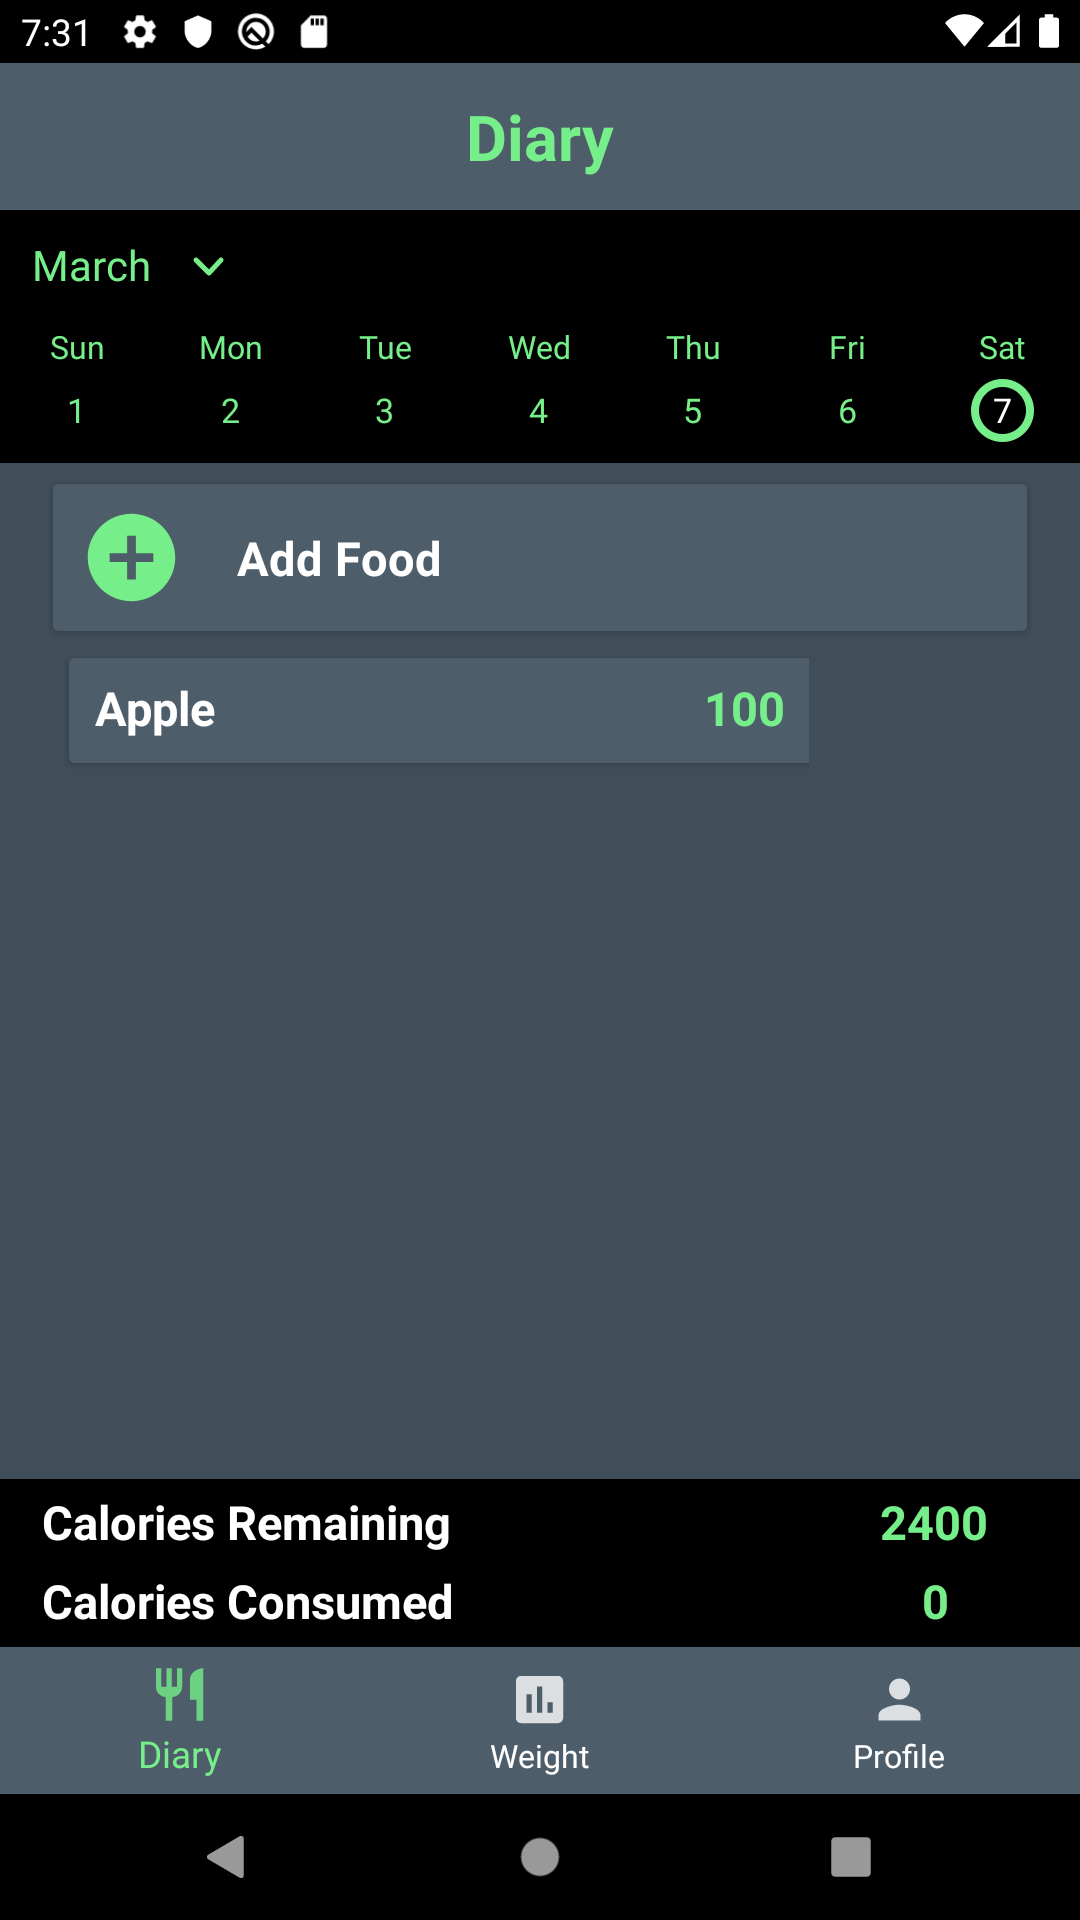 7:31
Diary
March
Sun Mon Tue Wed Thu Fri Sat
1 2 3 4 5 6 7
Add Food
Apple 100
Calories Remaining 2400
Calories Consumed 0
Diary Weight Profile